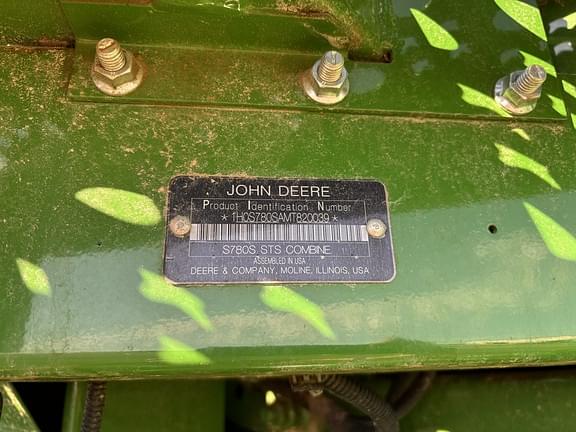 JOHN DEERE
Product Identification Number
* 1H0S780SAMT820039 *
S780S STS COMBINE
ASSEMBLED IN USA
DEERE & COMPANY, MOLINE, ILLINOIS, USA